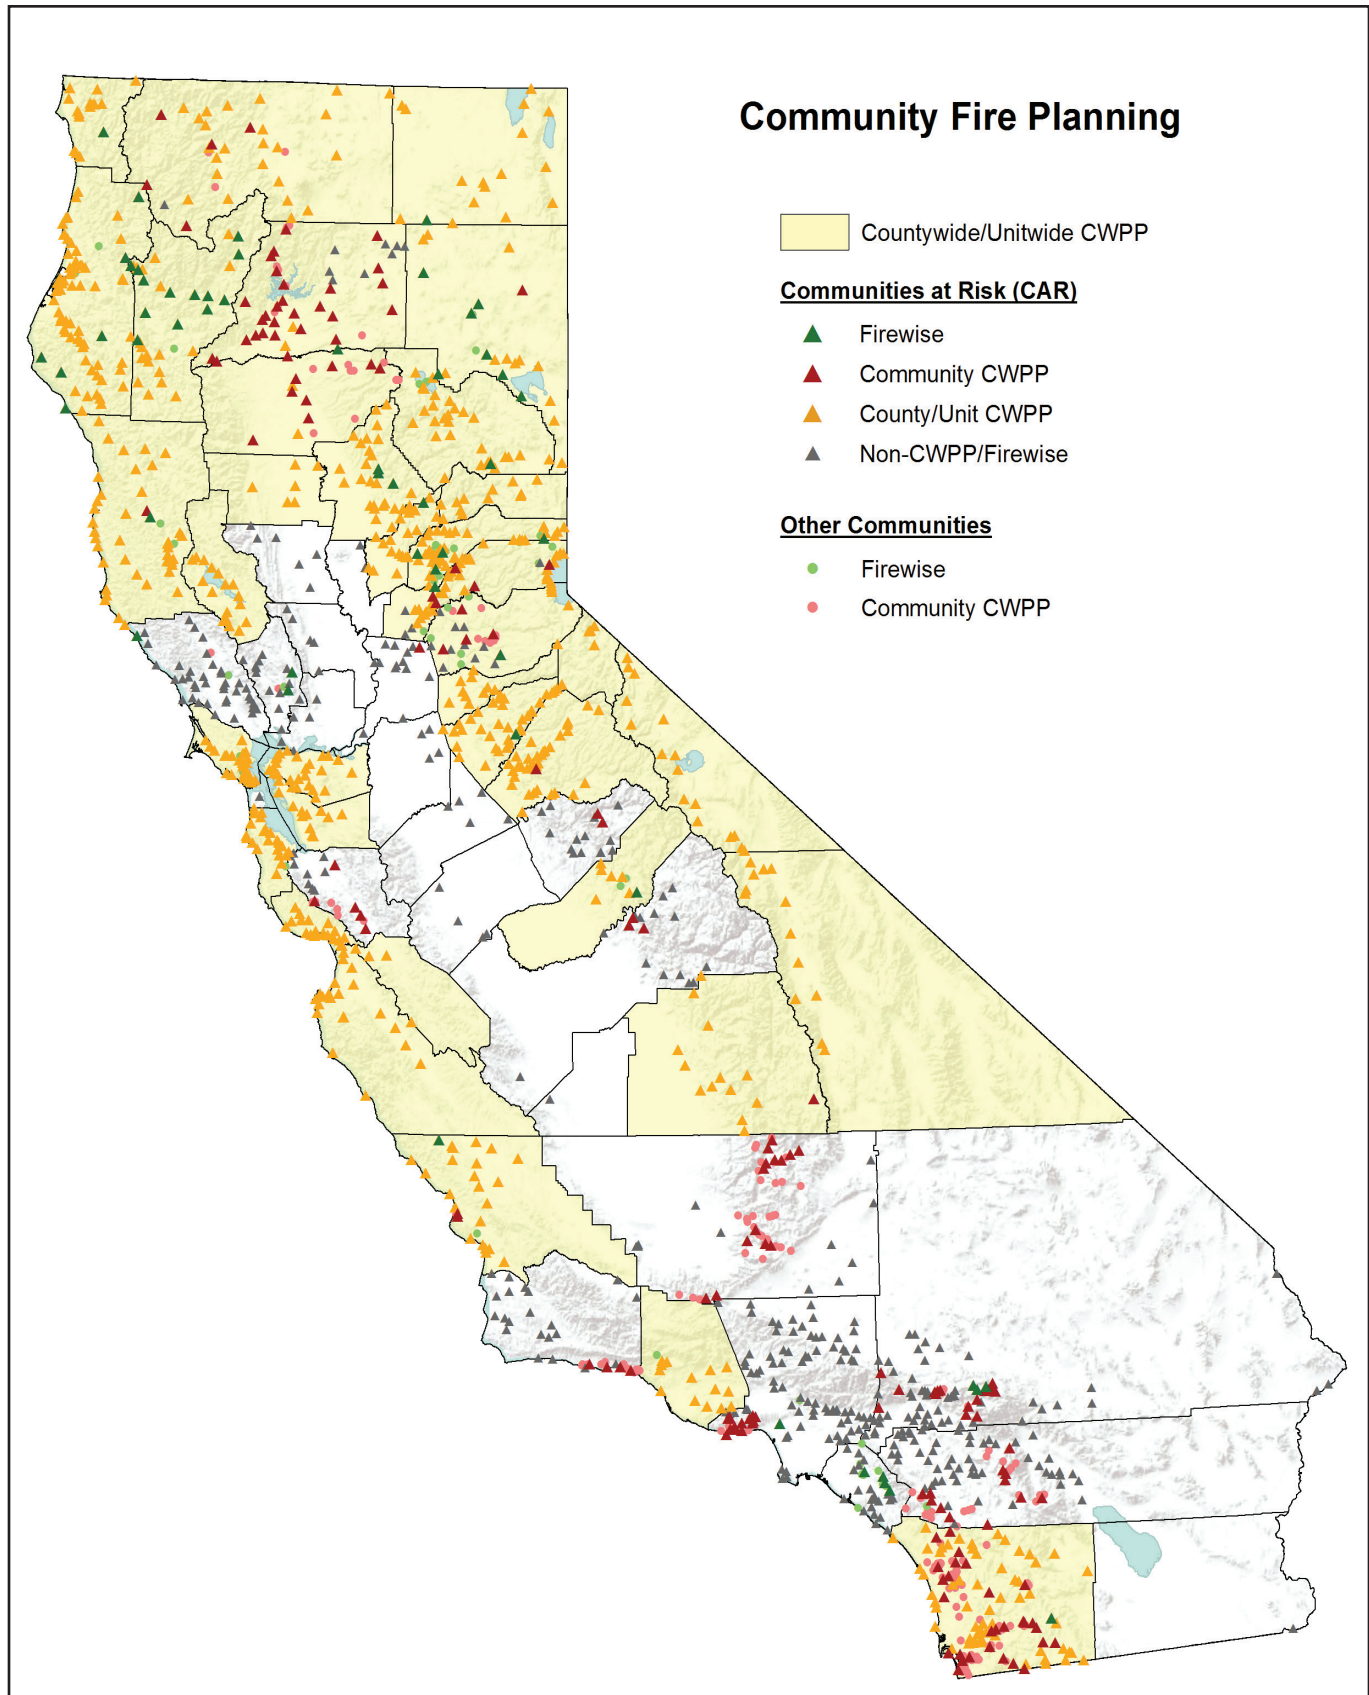 Community Fire Planning
Countywide/Unitwide CWPP
Communities at Risk (CAR)
Firewise
Community CWPP
County/Unit CWPP
Non-CWPP/Firewise
Other Communities
Firewise
Community CWPP